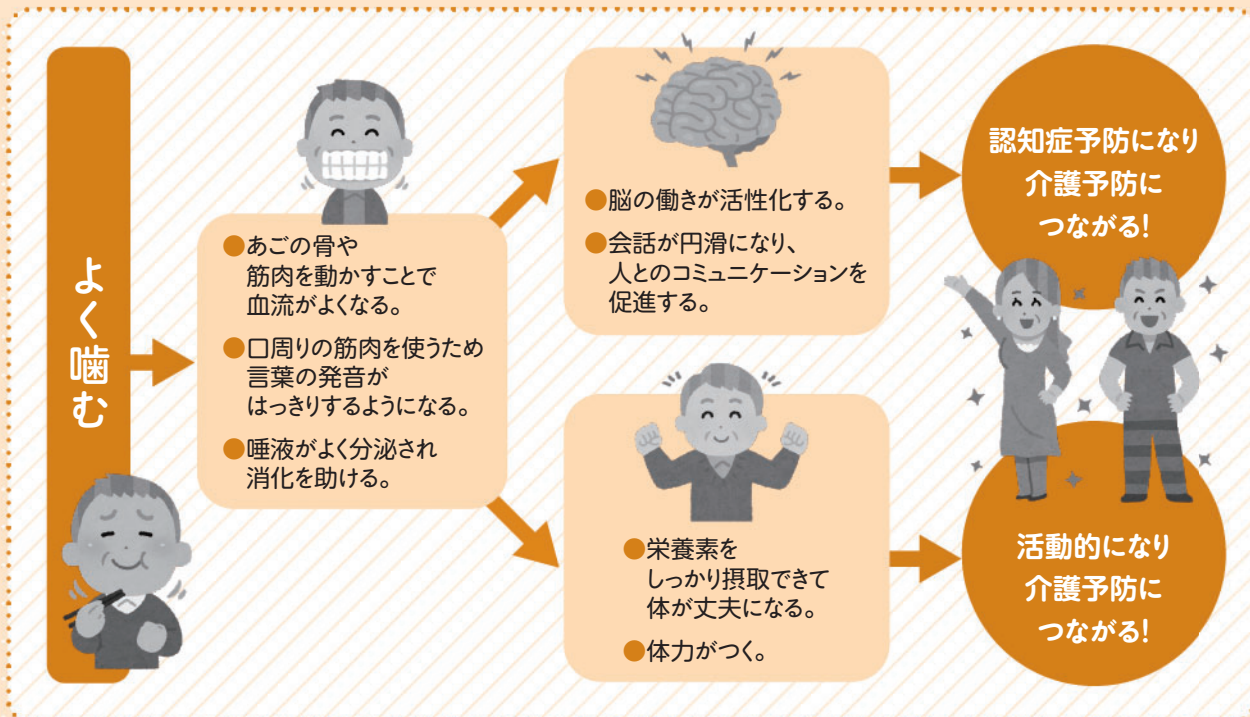 よく噛む
●あごの骨や
筋肉を動かすことで
血流がよくなる。
●口周りの筋肉を使うため
言葉の発音が
はっきりするようになる。
●唾液がよく分泌され
消化を助ける。
●脳の働きが活性化する。
●会話が円滑になり、
人とのコミュニケーションを
促進する。
認知症予防になり
介護予防に
つながる!
●栄養素を
しっかり摂取できて
体が丈夫になる。
●体力がつく。
活動的になり
介護予防に
つながる!